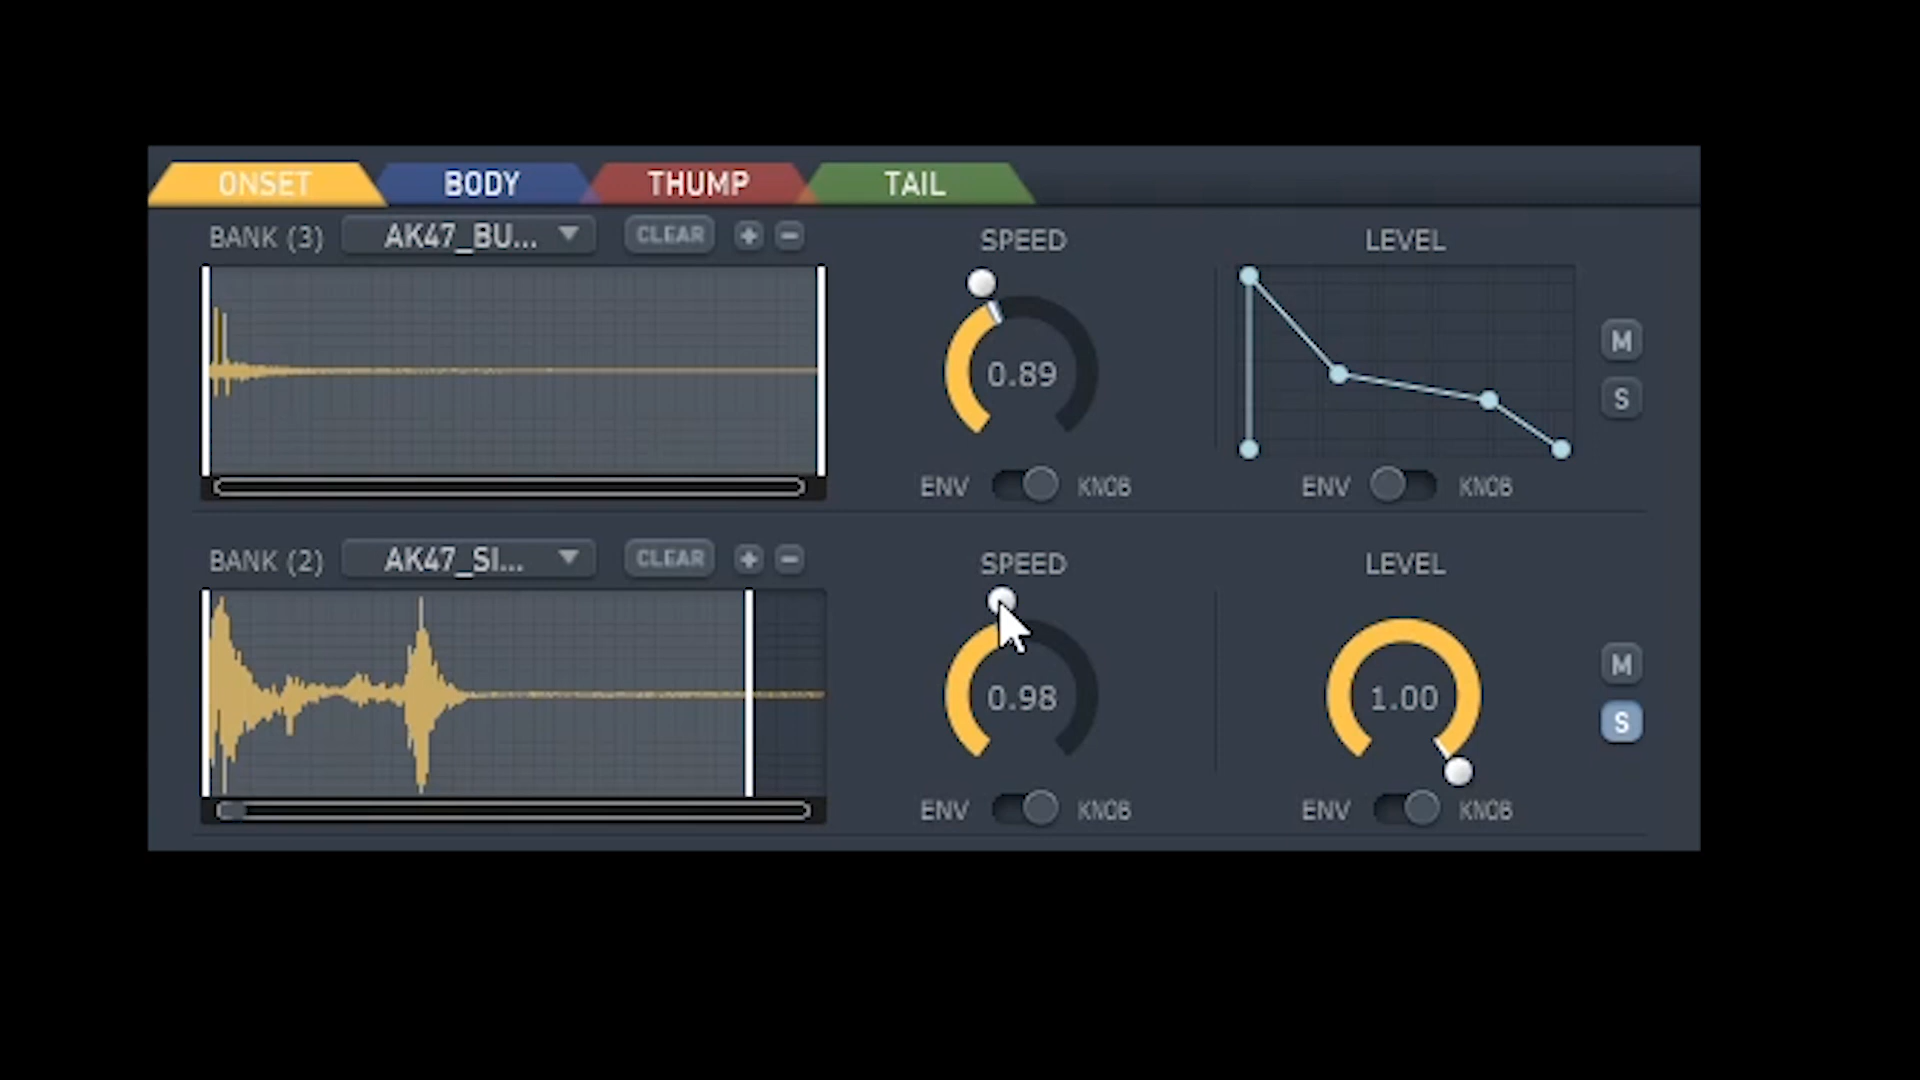 ONSET BODY THUMP TAIL
BANK (3) AK47_BU... CLEAR + - SPEED LEVEL
0.89
M
S
ENV KNOB ENV KNOB
BANK (2) AK47_SI... CLEAR + - SPEED LEVEL
0.98 1.00
M
S
ENV KNOB ENV KNOB